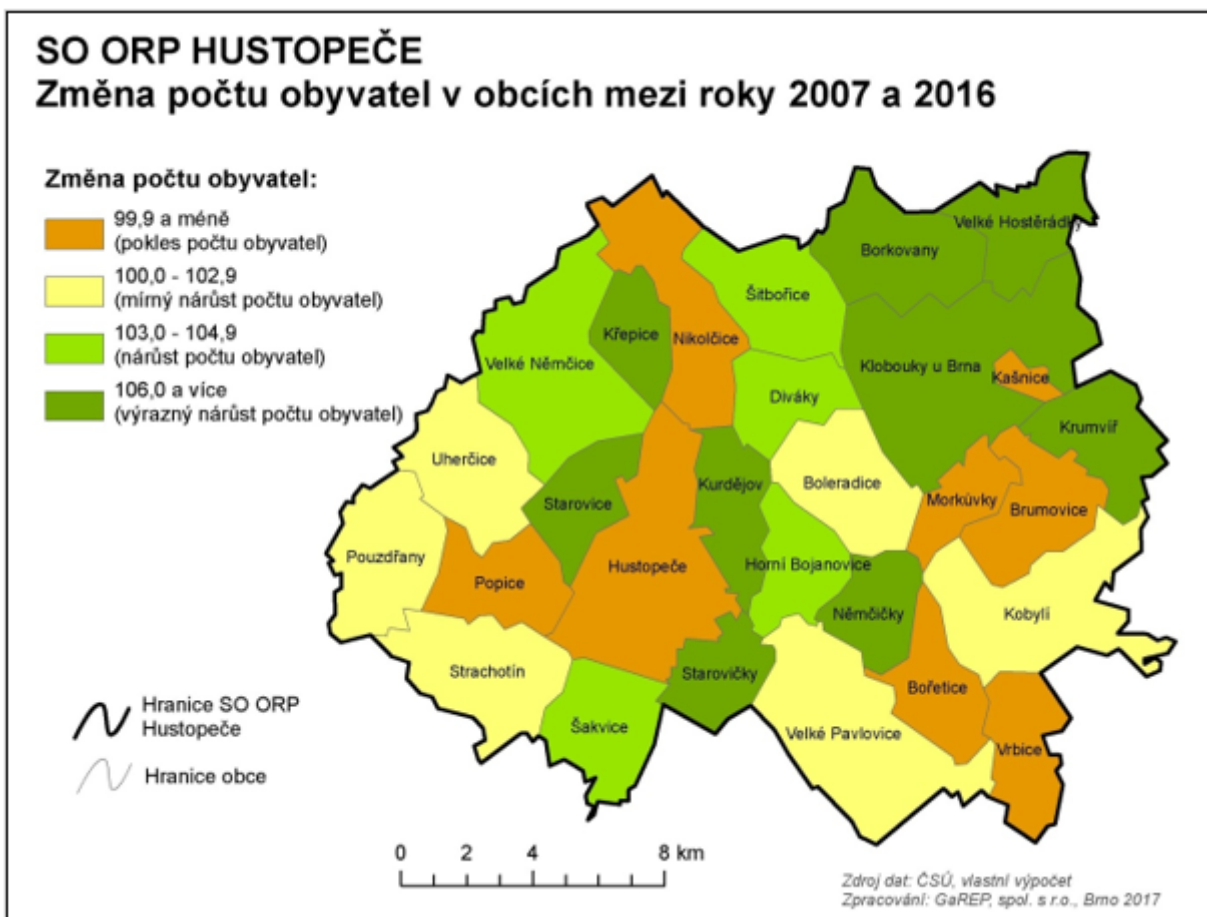 SO ORP HUSTOPEČE
Změna počtu obyvatel v obcích mezi roky 2007 a 2016
Změna počtu obyvatel:
99,9 a méně
(pokles počtu obyvatel)
100,0 - 102,9
(mírný nárůst počtu obyvatel)
103,0 - 104,9
(nárůst počtu obyvatel)
106,0 a více
(výrazný nárůst počtu obyvatel)
Velké Hostěrádky
Borkovany
Šitbořice
Křepice
Nikolčice
Velké Němčice
Klobouky u Brna
Kašnice
Diváky
Krumvíř
Uherčice
Kurdějov
Boleradice
Starovice
Morkůvky
Brumovice
Pouzdřany
Hustopeče
Horní Bojanovice
Popice
Němčičky
Kobylí
Strachotín
Starovičky
Bořetice
Šakvice
Velké Pavlovice
Vrbice
Hranice SO ORP
Hustopeče
Hranice obce
0 2 4 8 km
Zdroj dat: ČSÚ, vlastní výpočet
Zpracování: GaREP, spol. s r.o., Brno 2017